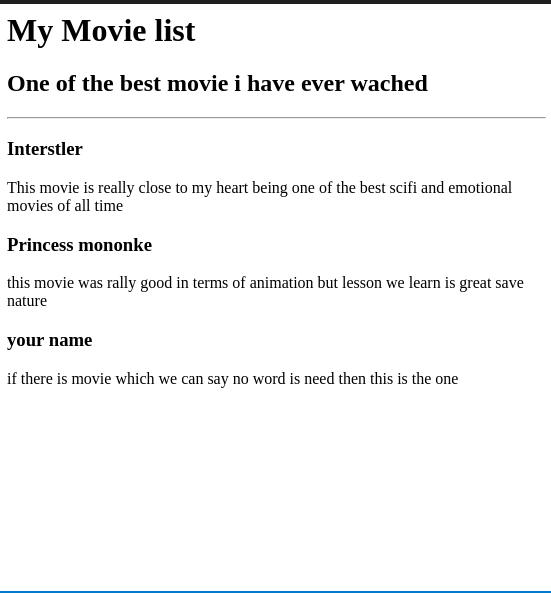 My Movie list
One of the best movie i have ever wached
Interstler
This movie is really close to my heart being one of the best scifi and emotional
movies of all time
Princess mononke
this movie was rally good in terms of animation but lesson we learn is great save
nature
your name
if there is movie which we can say no word is need then this is the one